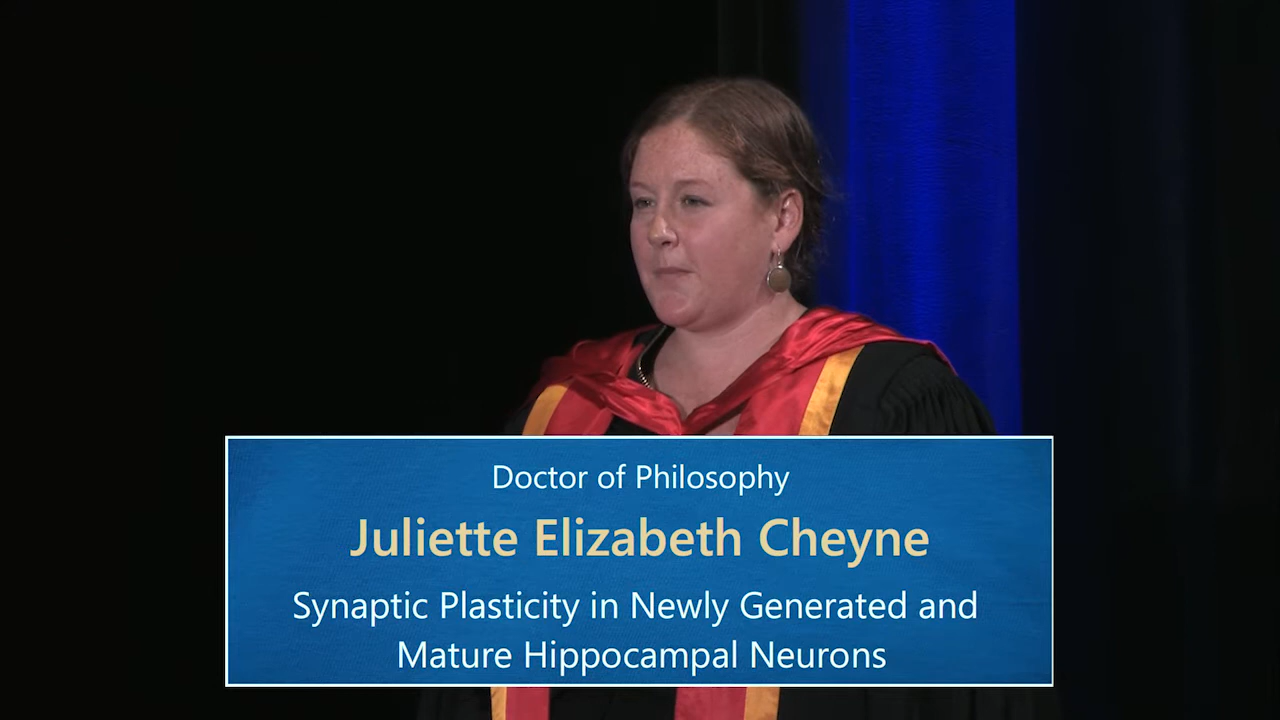 Doctor of Philosophy
Juliette Elizabeth Cheyne
Synaptic Plasticity in Newly Generated and
Mature Hippocampal Neurons